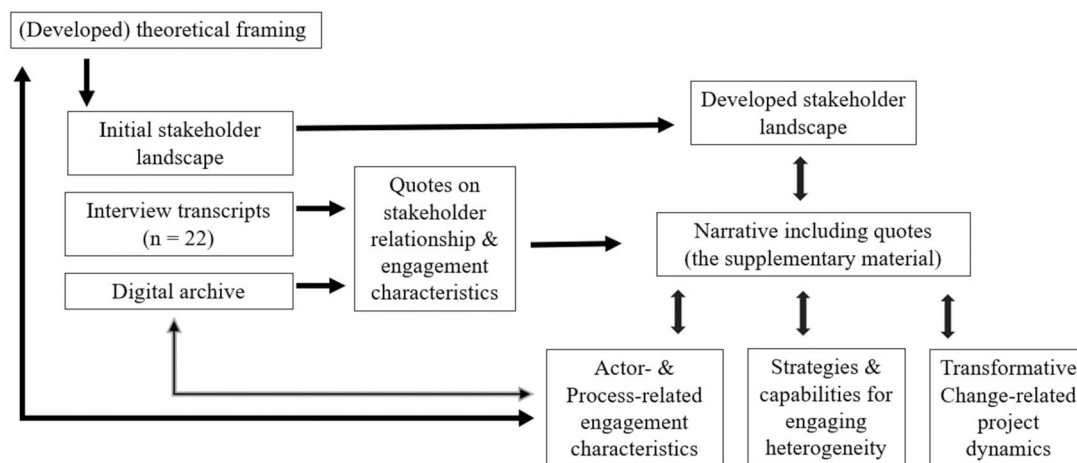 (Developed) theoretical framing
Initial stakeholder
landscape
Developed stakeholder
landscape
Interview transcripts
(n = 22)
Digital archive
Quotes on
stakeholder
relationship &
engagement
characteristics
Narrative including quotes
(the supplementary material)
Actor- &
Process-related
engagement
characteristics
Strategies &
capabilities for
engaging
heterogeneity
Transformative
Change-related
project
dynamics